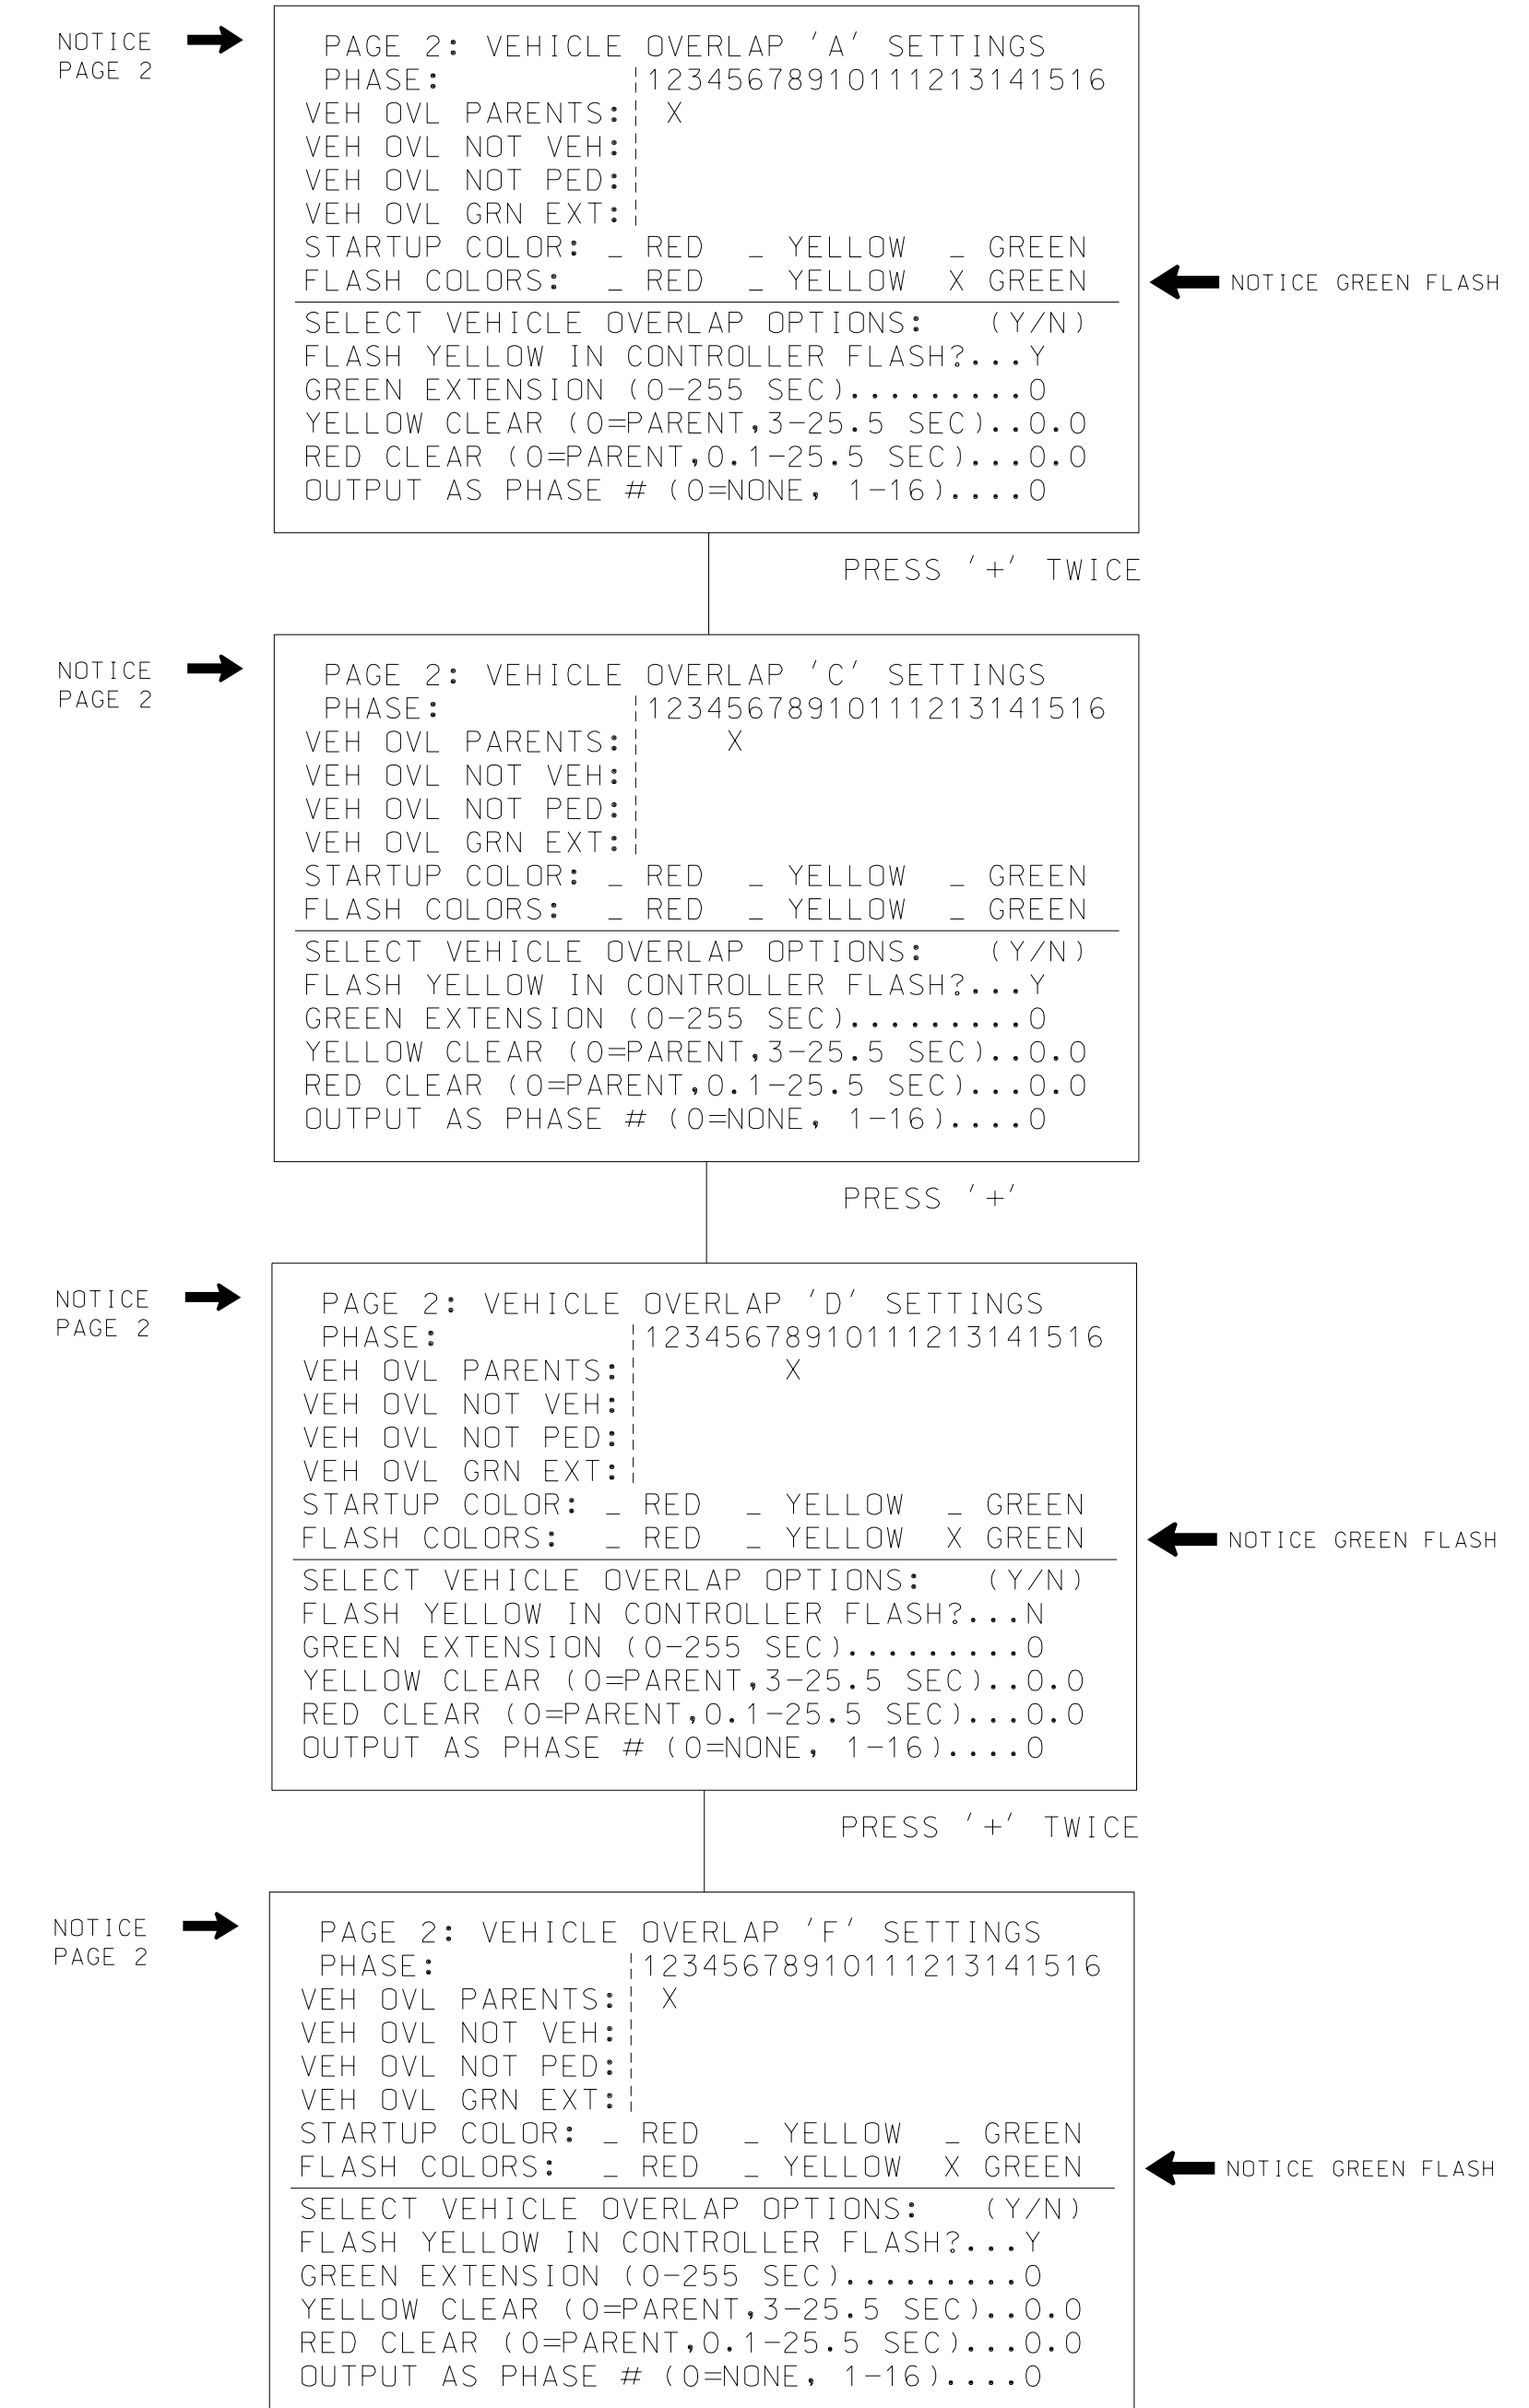 NOTICE
PAGE 2
PAGE 2: VEHICLE OVERLAP 'A' SETTINGS
PHASE: |12345678910111213141516
VEH OVL PARENTS:| X
VEH OVL NOT VEH:|
VEH OVL NOT PED:|
VEH OVL GRN EXT:|
STARTUP COLOR: _ RED _ YELLOW _ GREEN
FLASH COLORS: _ RED _ YELLOW X GREEN
NOTICE GREEN FLASH
SELECT VEHICLE OVERLAP OPTIONS: (Y/N)
FLASH YELLOW IN CONTROLLER FLASH?...Y
GREEN EXTENSION (0-255 SEC).........0
YELLOW CLEAR (0=PARENT,3-25.5 SEC)..0.0
RED CLEAR (0=PARENT,0.1-25.5 SEC)...0.0
OUTPUT AS PHASE # (0=NONE, 1-16)....0
PRESS '+' TWICE
NOTICE
PAGE 2
PAGE 2: VEHICLE OVERLAP 'C' SETTINGS
PHASE: |12345678910111213141516
VEH OVL PARENTS:| X
VEH OVL NOT VEH:|
VEH OVL NOT PED:|
VEH OVL GRN EXT:|
STARTUP COLOR: _ RED _ YELLOW _ GREEN
FLASH COLORS: _ RED _ YELLOW _ GREEN
SELECT VEHICLE OVERLAP OPTIONS: (Y/N)
FLASH YELLOW IN CONTROLLER FLASH?...Y
GREEN EXTENSION (0-255 SEC).........0
YELLOW CLEAR (0=PARENT,3-25.5 SEC)..0.0
RED CLEAR (0=PARENT,0.1-25.5 SEC)...0.0
OUTPUT AS PHASE # (0=NONE, 1-16)....0
PRESS '+'
NOTICE
PAGE 2
PAGE 2: VEHICLE OVERLAP 'D' SETTINGS
PHASE: |12345678910111213141516
VEH OVL PARENTS:| X
VEH OVL NOT VEH:|
VEH OVL NOT PED:|
VEH OVL GRN EXT:|
STARTUP COLOR: _ RED _ YELLOW _ GREEN
FLASH COLORS: _ RED _ YELLOW X GREEN
NOTICE GREEN FLASH
SELECT VEHICLE OVERLAP OPTIONS: (Y/N)
FLASH YELLOW IN CONTROLLER FLASH?...N
GREEN EXTENSION (0-255 SEC).........0
YELLOW CLEAR (0=PARENT,3-25.5 SEC)..0.0
RED CLEAR (0=PARENT,0.1-25.5 SEC)...0.0
OUTPUT AS PHASE # (0=NONE, 1-16)....0
PRESS '+' TWICE
NOTICE
PAGE 2
PAGE 2: VEHICLE OVERLAP 'F' SETTINGS
PHASE: |12345678910111213141516
VEH OVL PARENTS:| X
VEH OVL NOT VEH:|
VEH OVL NOT PED:|
VEH OVL GRN EXT:|
STARTUP COLOR: _ RED _ YELLOW _ GREEN
FLASH COLORS: _ RED _ YELLOW X GREEN
NOTICE GREEN FLASH
SELECT VEHICLE OVERLAP OPTIONS: (Y/N)
FLASH YELLOW IN CONTROLLER FLASH?...Y
GREEN EXTENSION (0-255 SEC).........0
YELLOW CLEAR (0=PARENT,3-25.5 SEC)..0.0
RED CLEAR (0=PARENT,0.1-25.5 SEC)...0.0
OUTPUT AS PHASE # (0=NONE, 1-16)....0